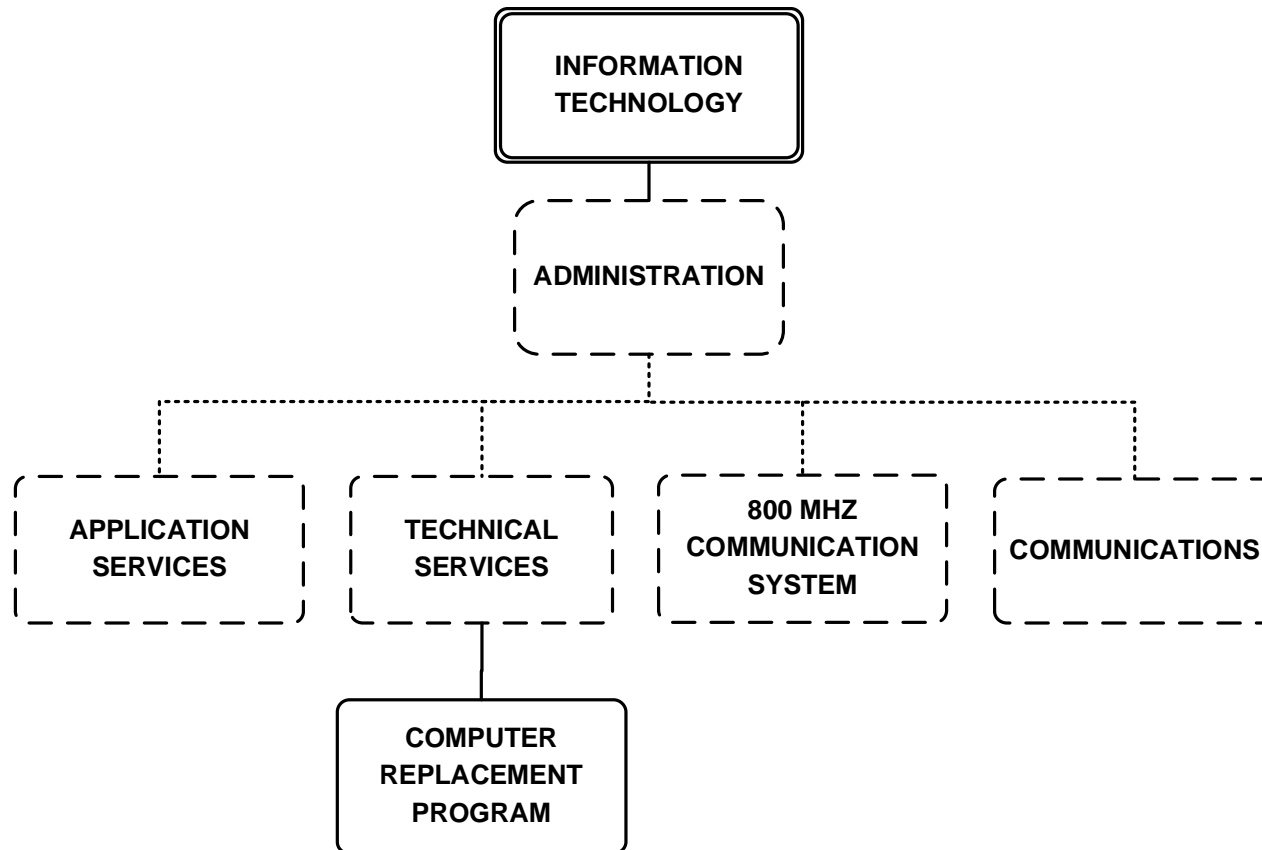 INFORMATION
TECHNOLOGY
ADMINISTRATION
APPLICATION
SERVICES
TECHNICAL
SERVICES
800 MHZ
COMMUNICATION
SYSTEM
COMMUNICATIONS
COMPUTER
REPLACEMENT
PROGRAM